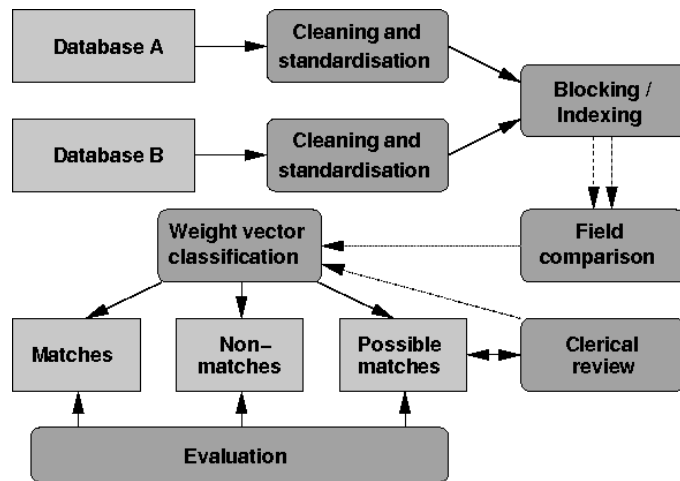 Database A
Cleaning and
standardisation
Blocking /
Indexing
Database B
Cleaning and
standardisation
Weight vector
classification
Field
comparison
Matches
Non–
matches
Possible
matches
Clerical
review
Evaluation